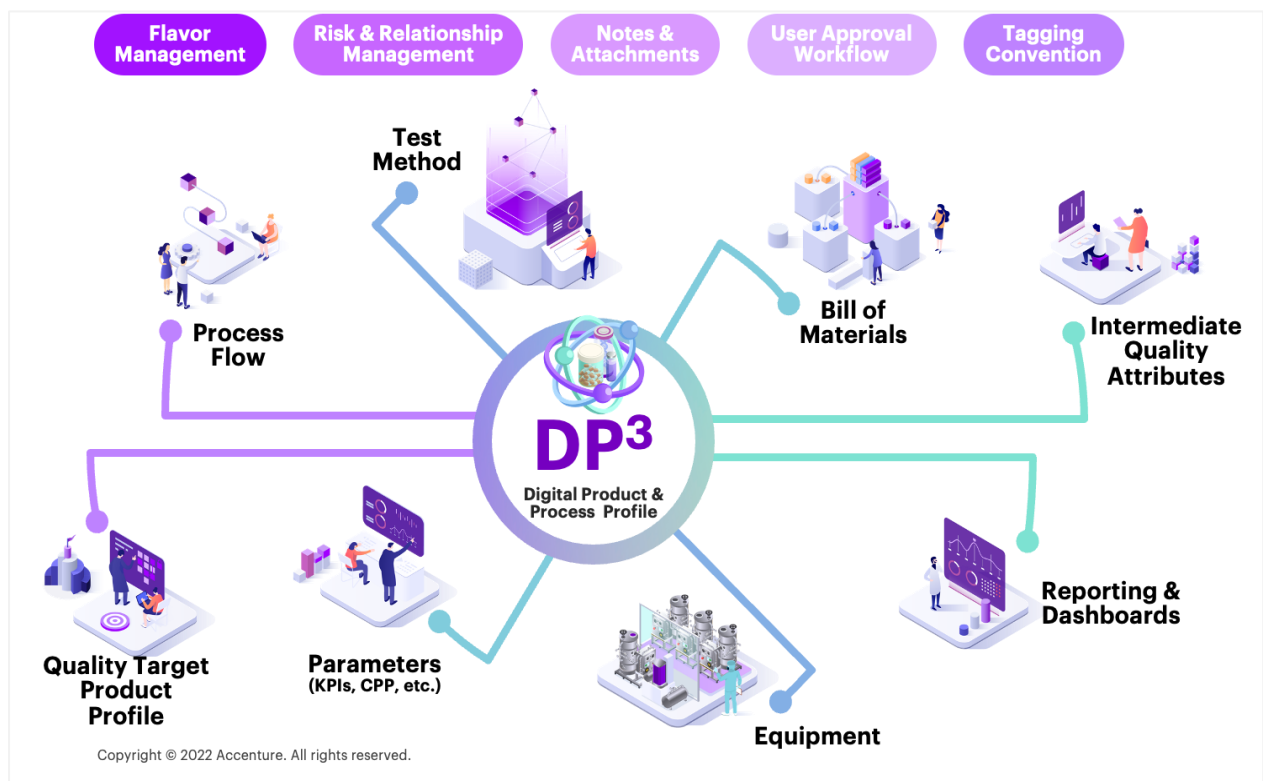 Flavor
Management
Risk & Relationship
Management
Notes &
Attachments
User Approval
Workflow
Tagging
Convention
Test
Method
Process
Flow
Bill of
Materials
Intermediate
Quality
Attributes
DP³
Digital Product &
Process Profile
Quality Target
Product
Profile
Parameters
(KPIs, CPP, etc.)
Equipment
Reporting &
Dashboards
Copyright © 2022 Accenture. All rights reserved.